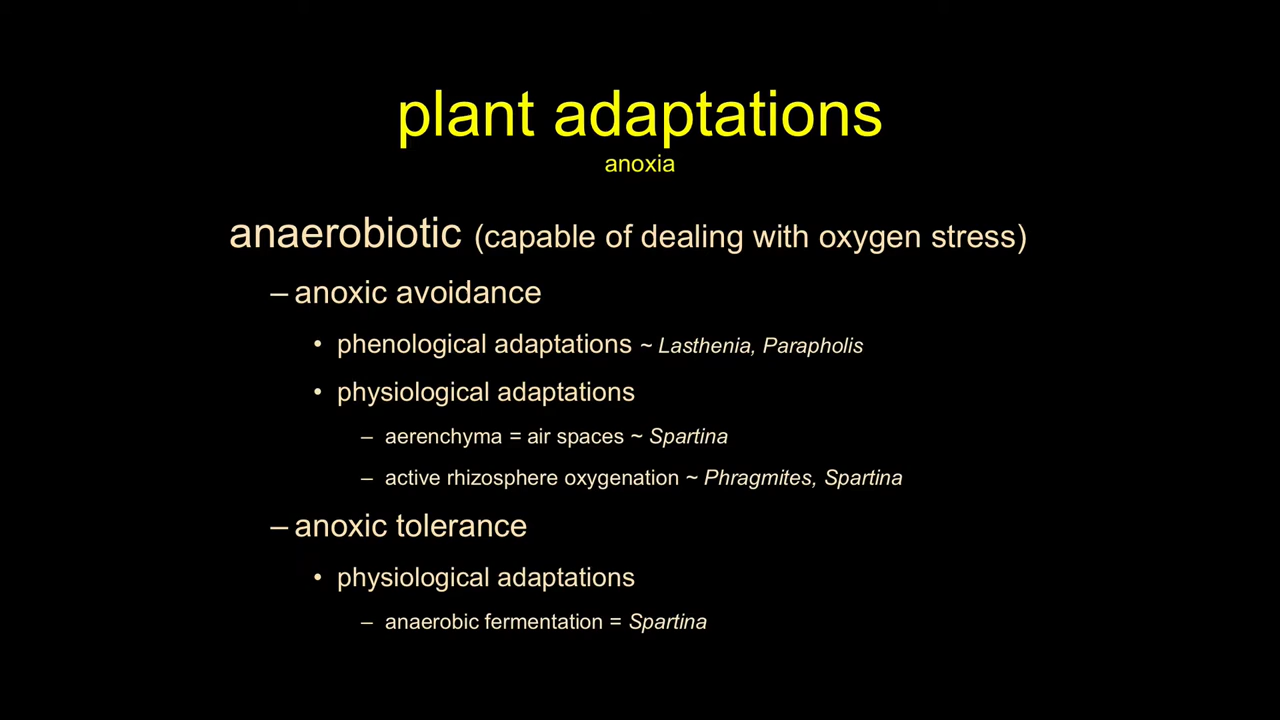 plant adaptations
anoxia
anaerobiotic (capable of dealing with oxygen stress)
– anoxic avoidance
• phenological adaptations ~ Lasthenia, Parapholis
• physiological adaptations
– aerenchyma = air spaces ~ Spartina
– active rhizosphere oxygenation ~ Phragmites, Spartina
– anoxic tolerance
• physiological adaptations
– anaerobic fermentation = Spartina